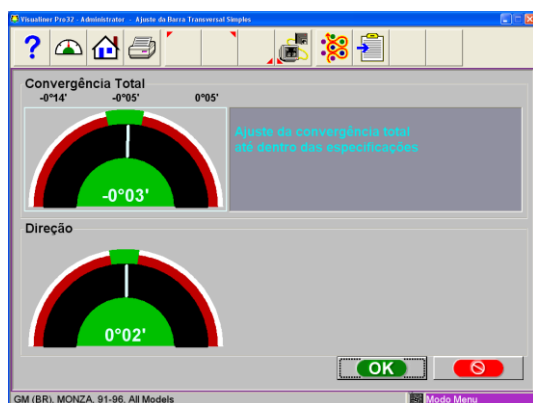 Visualiner Pro32 - Administrator - Ajuste da Barra Transversal Simples
?
Convergência Total
-0°14' -0°05' 0°05'
-0°03'
Ajuste da convergência total
até dentro das especificações
Direção
0°02'
OK
GM (BR), MONZA, 91-96, All Models
Modo Menu